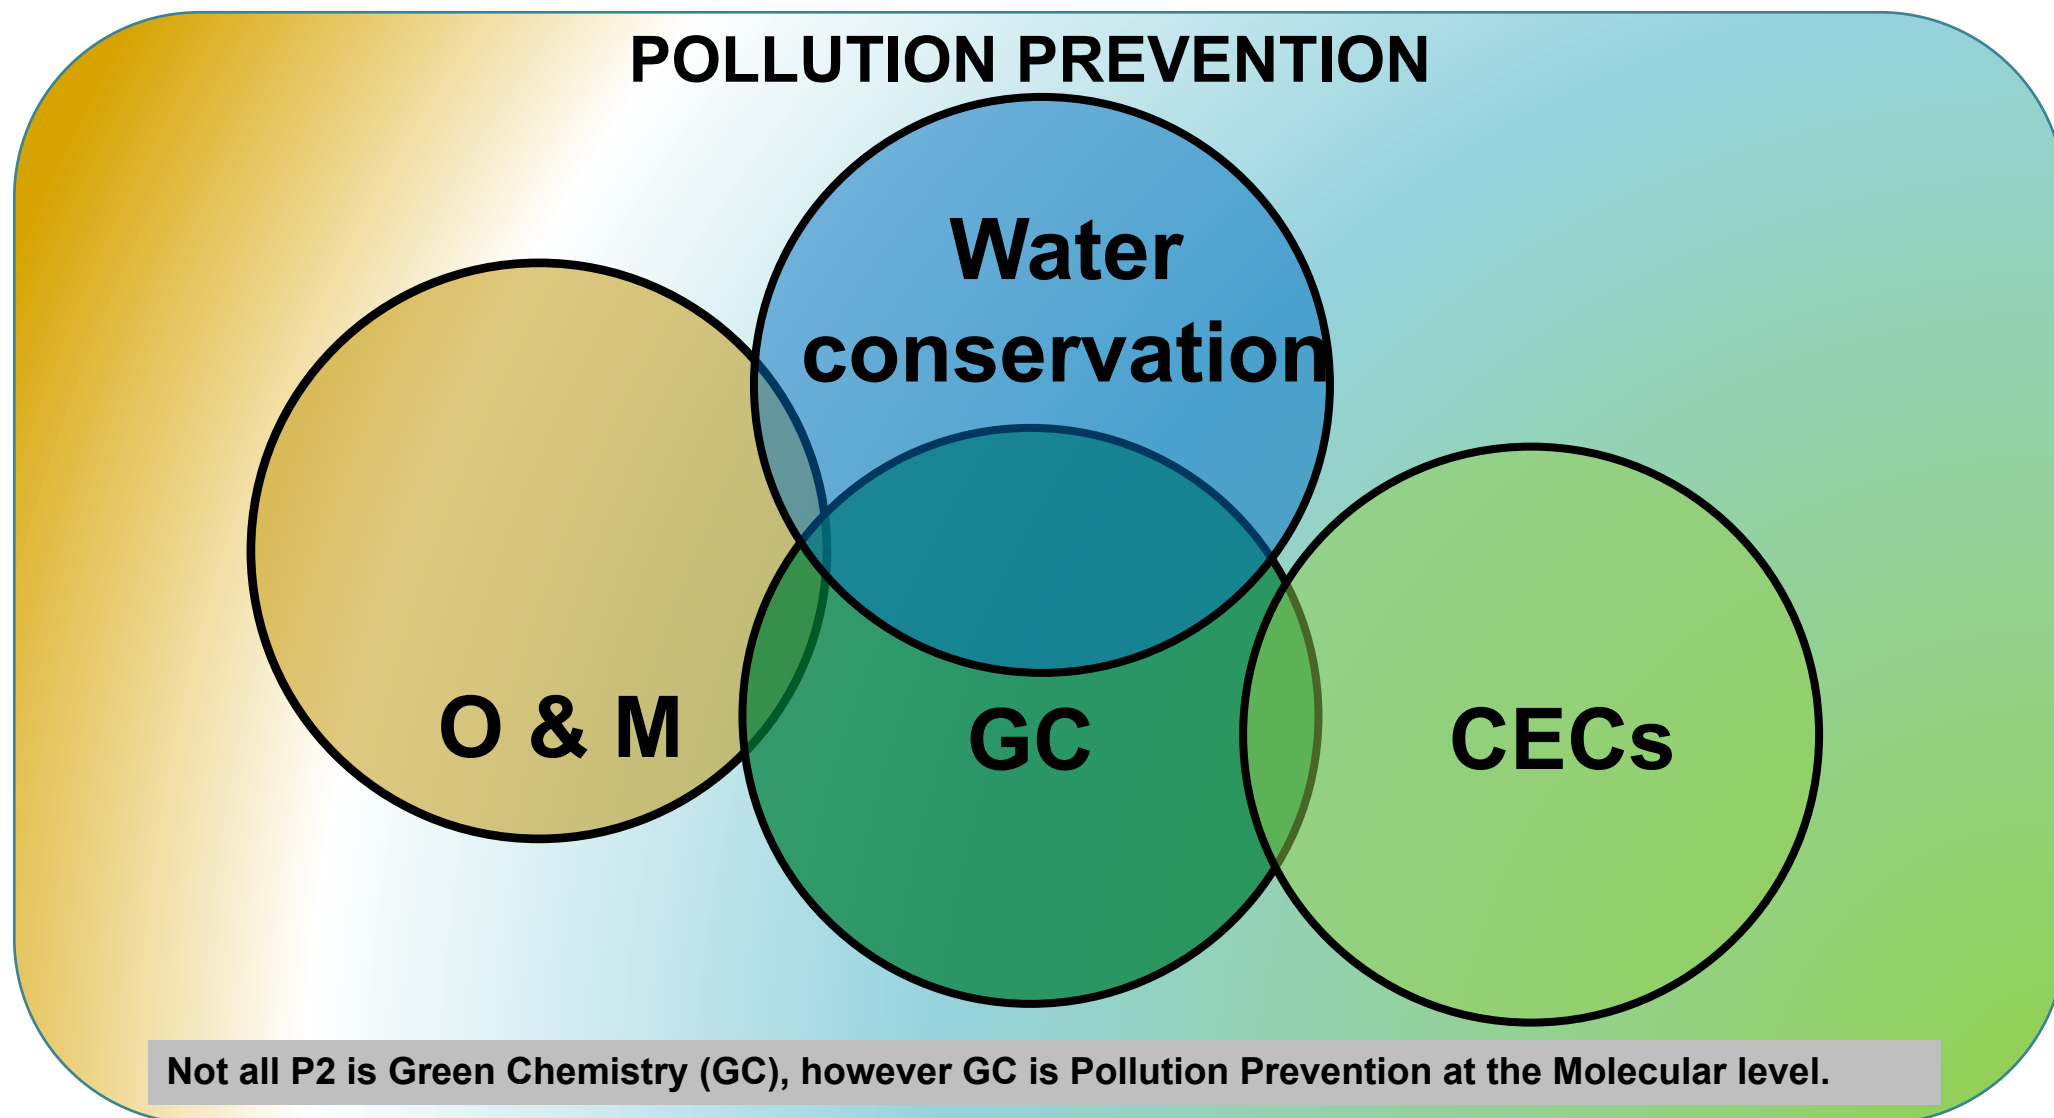 POLLUTION PREVENTION
Water
conservation
O & M
GC
CECs
Not all P2 is Green Chemistry (GC), however GC is Pollution Prevention at the Molecular level.